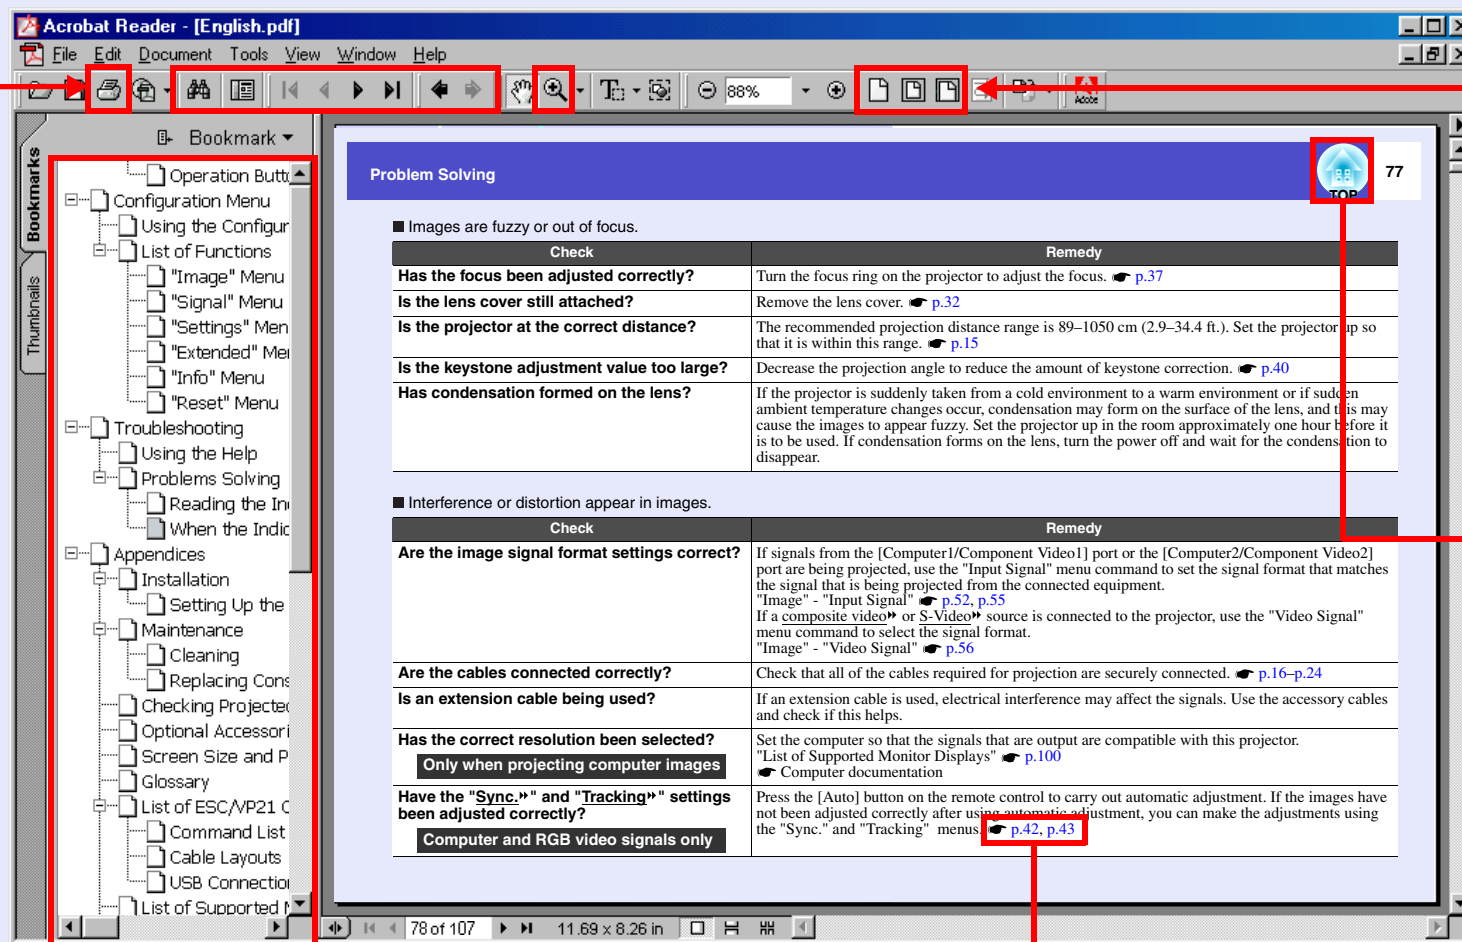 Acrobat Reader - [English.pdf]
File Edit Document Tools View Window Help
88%
Adobe
Bookmarks
Thumbnails
Bookmark
Operation Butt
Configuration Menu
Using the Configur
List of Functions
"Image" Menu
"Signal" Menu
"Settings" Men
"Extended" Me
"Info" Menu
"Reset" Menu
Troubleshooting
Using the Help
Problems Solving
Reading the In
When the Indic
Appendices
Installation
Setting Up the
Maintenance
Cleaning
Replacing Cons
Checking Projected
Optional Accessori
Screen Size and P
Glossary
List of ESC/VP21 C
Command List
Cable Layouts
USB Connection
List of Supported M
Problem Solving
TOP
77
Images are fuzzy or out of focus.
Check Remedy
Has the focus been adjusted correctly? Turn the focus ring on the projector to adjust the focus. p.37
Is the lens cover still attached? Remove the lens cover. p.32
Is the projector at the correct distance? The recommended projection distance range is 89–1050 cm (2.9–34.4 ft.). Set the projector up so
that it is within this range. p.15
Is the keystone adjustment value too large? Decrease the projection angle to reduce the amount of keystone correction. p.40
Has condensation formed on the lens? If the projector is suddenly taken from a cold environment to a warm environment or if sudden
ambient temperature changes occur, condensation may form on the surface of the lens, and this may
cause the images to appear fuzzy. Set the projector up in the room approximately one hour before it
is to be used. If condensation forms on the lens, turn the power off and wait for the condensation to
disappear.
Interference or distortion appear in images.
Check Remedy
Are the image signal format settings correct? If signals from the [Computer1/Component Video1] port or the [Computer2/Component Video2]
port are being projected, use the "Input Signal" menu command to set the signal format that matches
the signal that is being projected from the connected equipment.
"Image" - "Input Signal" p.52, p.55
If a composite video or S-Video source is connected to the projector, use the "Video Signal"
menu command to select the signal format.
"Image" - "Video Signal" p.56
Are the cables connected correctly? Check that all of the cables required for projection are securely connected. p.16–p.24
Is an extension cable being used? If an extension cable is used, electrical interference may affect the signals. Use the accessory cables
and check if this helps.
Has the correct resolution been selected? Set the computer so that the signals that are output are compatible with this projector.
Only when projecting computer images "List of Supported Monitor Displays" p.100
Computer documentation
Have the "Sync." and "Tracking" settings Press the [Auto] button on the remote control to carry out automatic adjustment. If the images have
been adjusted correctly? not been adjusted correctly after using automatic adjustment, you can make the adjustments using
Computer and RGB video signals only the "Sync." and "Tracking" menus. p.42, p.43
78 of 107 11.69 x 8.26 in